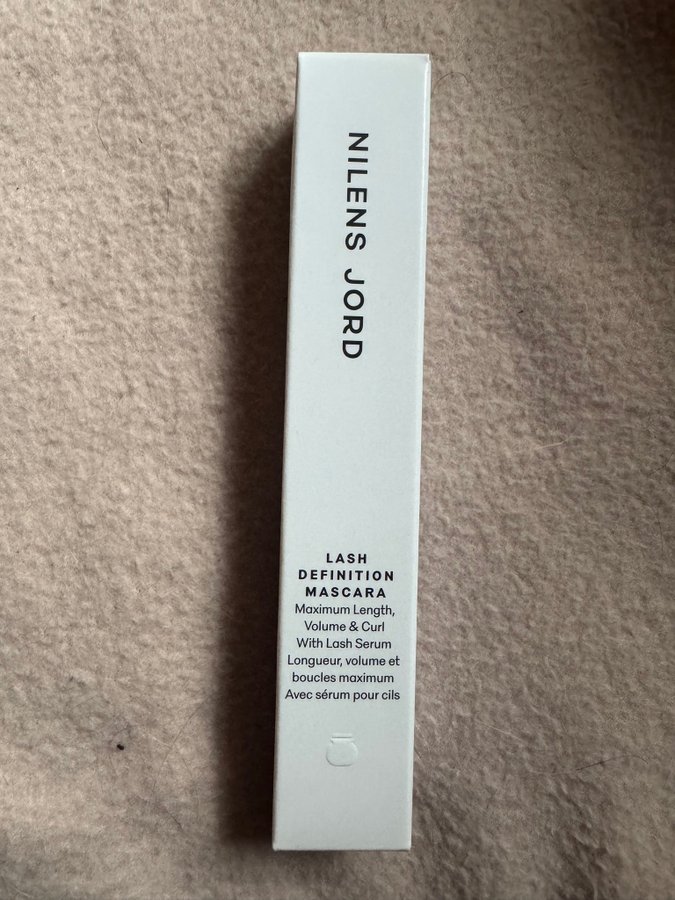 NILENS JORD
LASH
DEFINITION
MASCARA
Maximum Length,
Volume & Curl
With Lash Serum
Longueur, volume et
boucles maximum
Avec sérum pour cils